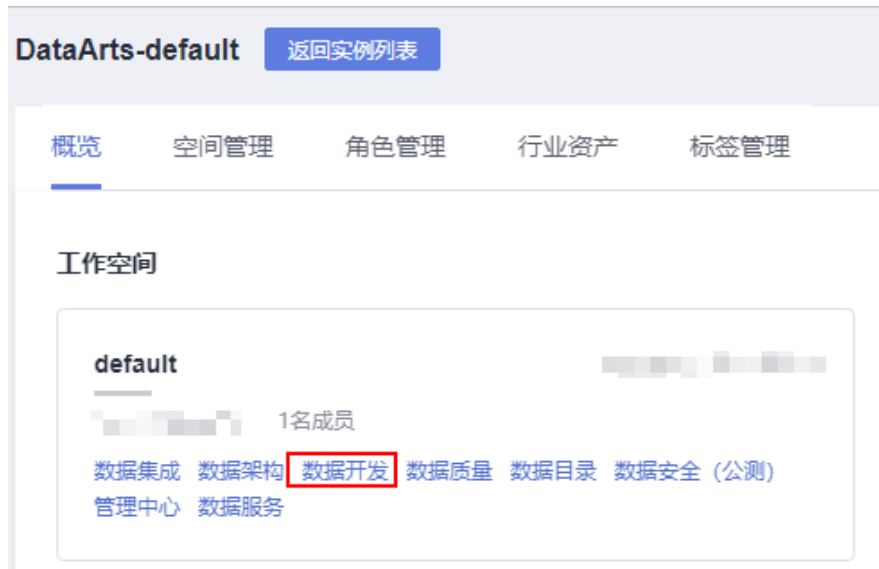 DataArts-default 返回实例列表
概览 空间管理 角色管理 行业资产 标签管理
工作空间
default
1名成员
数据集成 数据架构 数据开发 数据质量 数据目录 数据安全（公测）
管理中心 数据服务